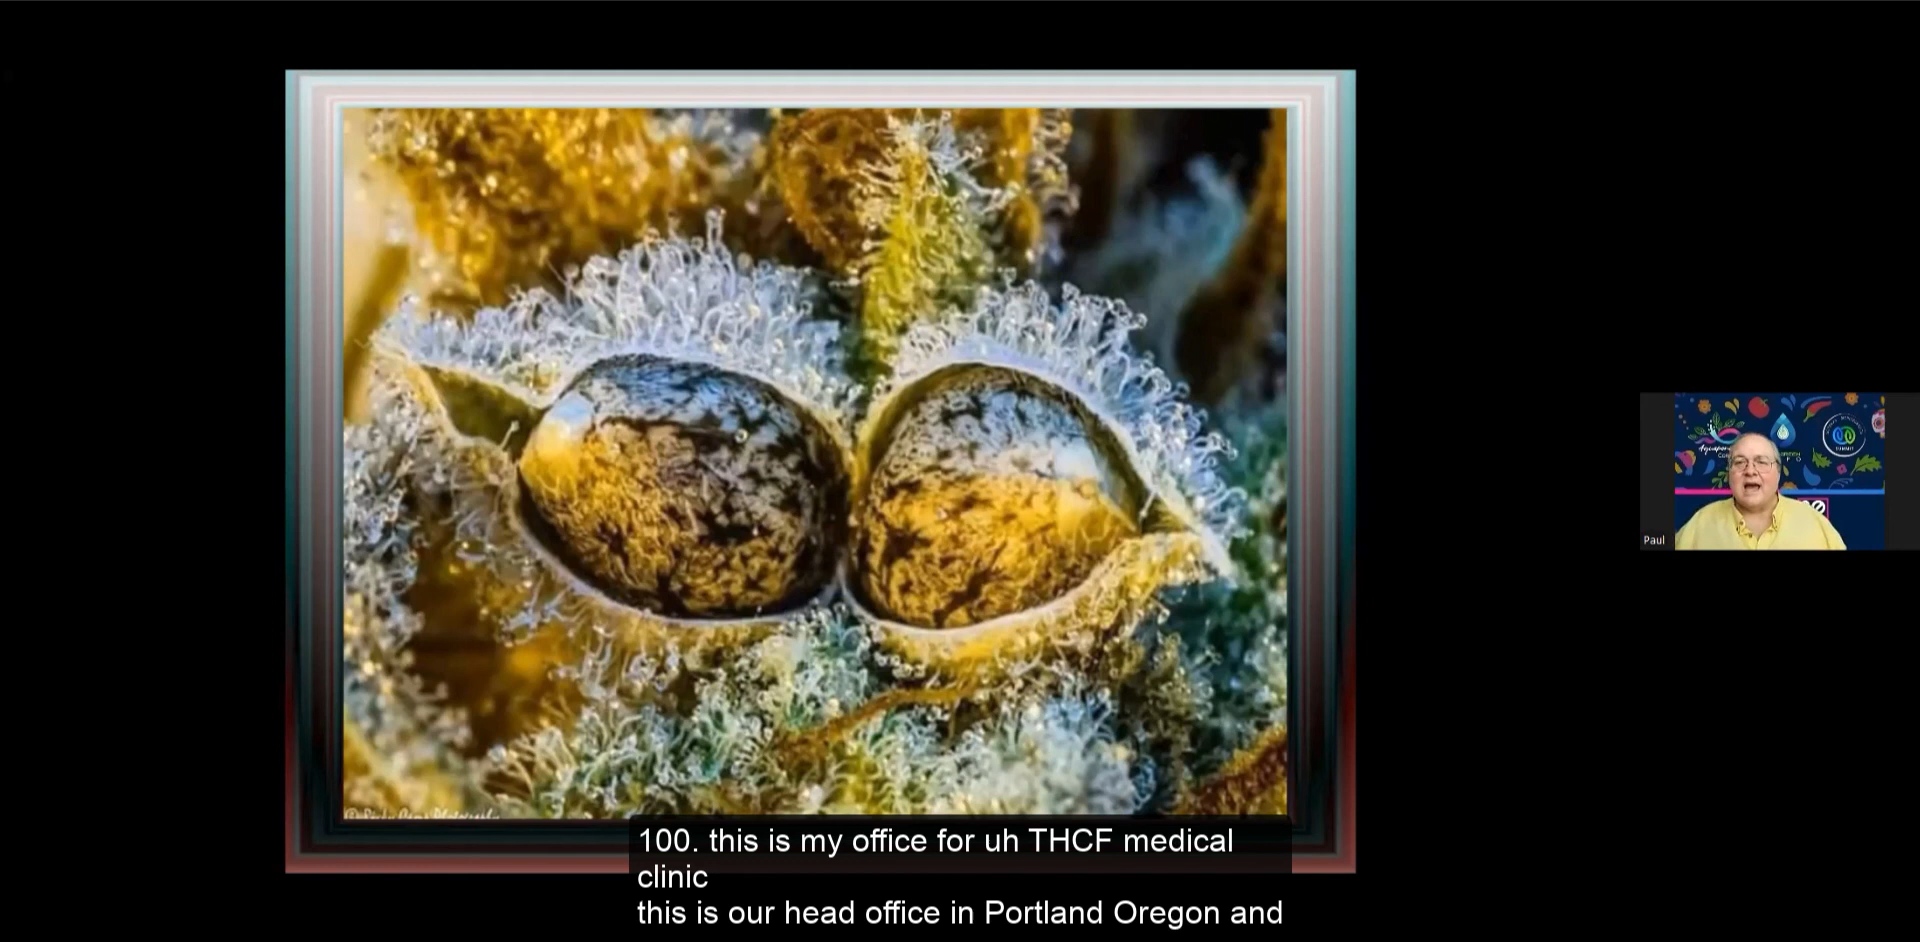 100. this is my office for uh THCF medical
clinic
this is our head office in Portland Oregon and
Paul